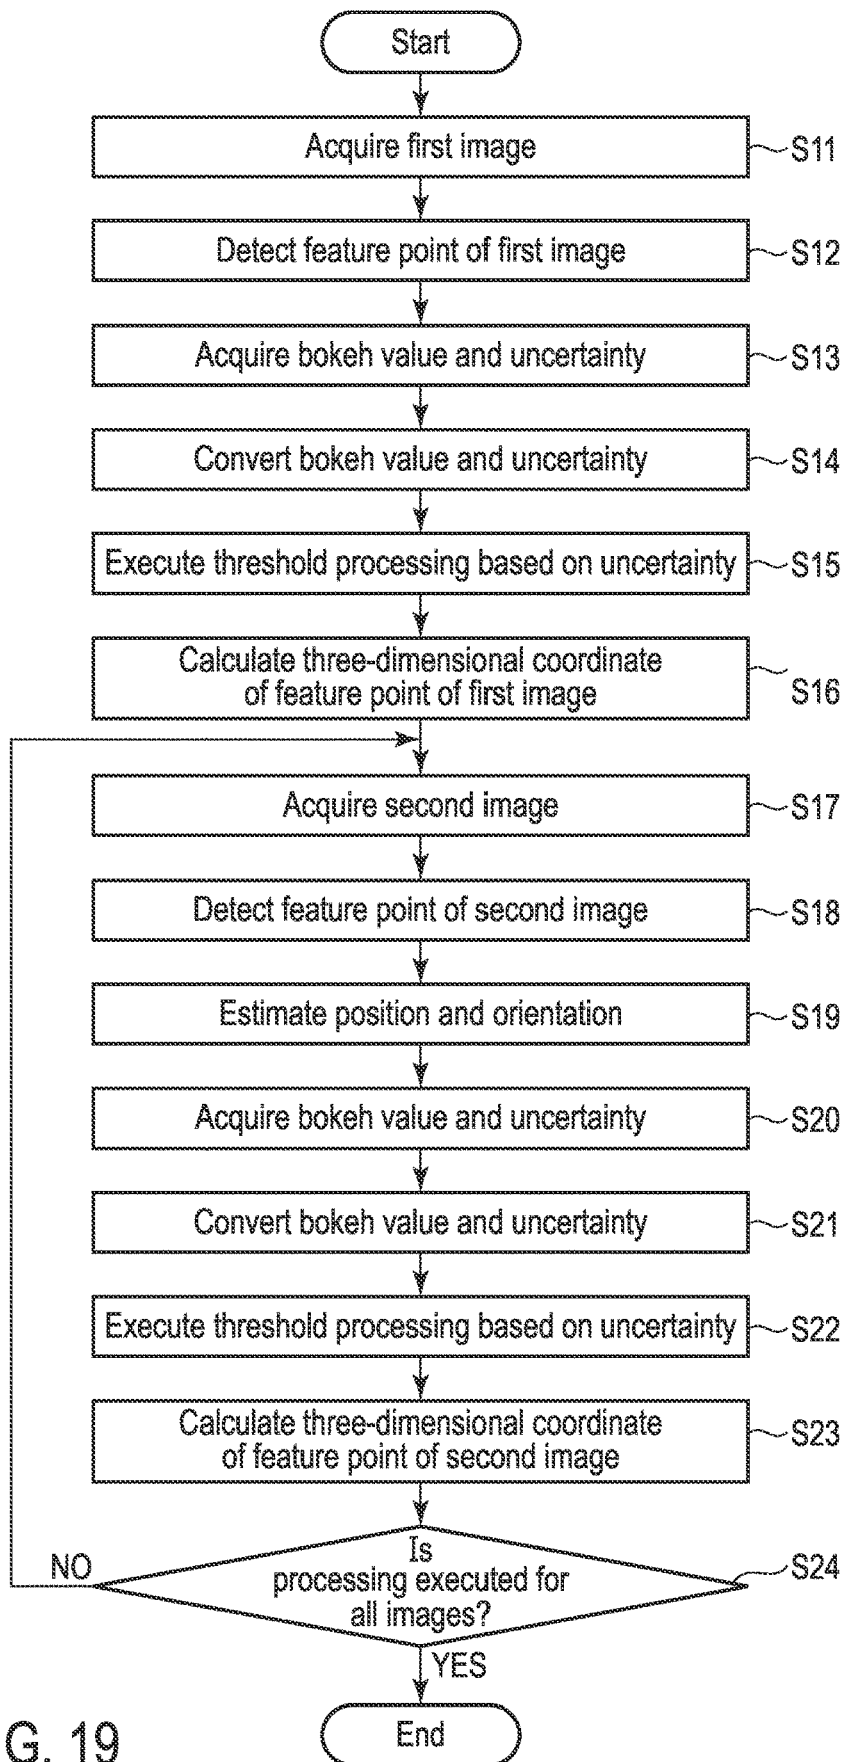 Start
Acquire first image
S11
Detect feature point of first image
S12
Acquire bokeh value and uncertainty
S13
Convert bokeh value and uncertainty
S14
Execute threshold processing based on uncertainty
S15
Calculate three-dimensional coordinate
of feature point of first image
S16
Acquire second image
S17
Detect feature point of second image
S18
Estimate position and orientation
S19
Acquire bokeh value and uncertainty
S20
Convert bokeh value and uncertainty
S21
Execute threshold processing based on uncertainty
S22
Calculate three-dimensional coordinate
of feature point of second image
S23
Is
processing executed for
all images?
S24
NO
YES
End
G. 19